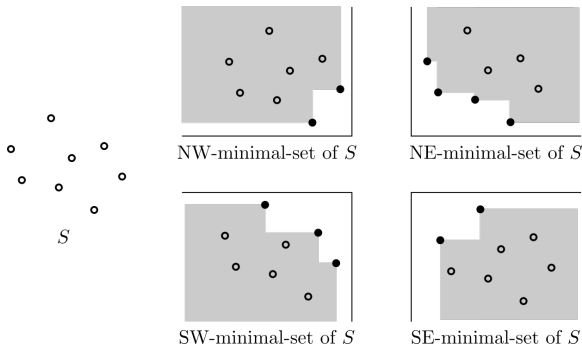 NW-minimal-set of S
NE-minimal-set of S
S
SW-minimal-set of S
SE-minimal-set of S